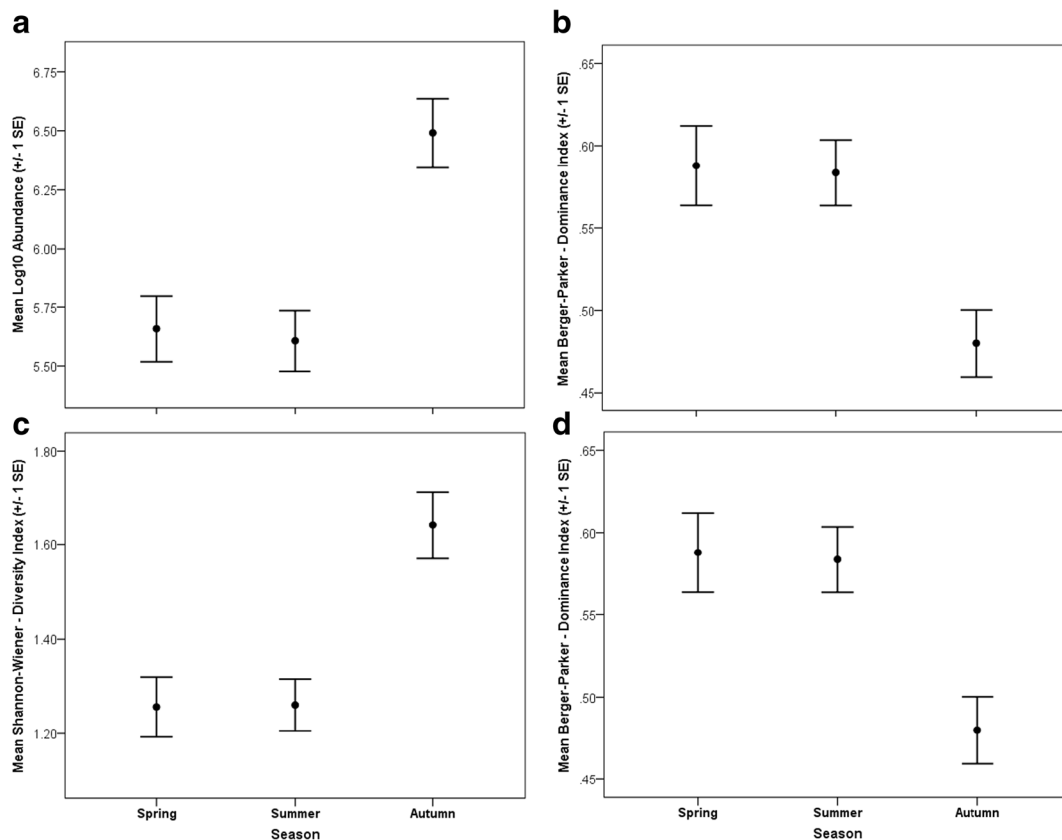 a
Mean Log10 Abundance (+/- 1 SE)
6.75
6.50
6.25
6.00
5.75
5.50
b
Mean Berger-Parker - Dominance Index (+/- 1 SE)
.65
.60
.55
.50
.45
c
Mean Shannon-Wiener - Diversity Index (+/- 1 SE)
1.80
1.60
1.40
1.20
Spring Summer Autumn
Season
d
Mean Berger-Parker - Dominance Index (+/- 1 SE)
.65
.60
.55
.50
.45
Spring Summer Autumn
Season